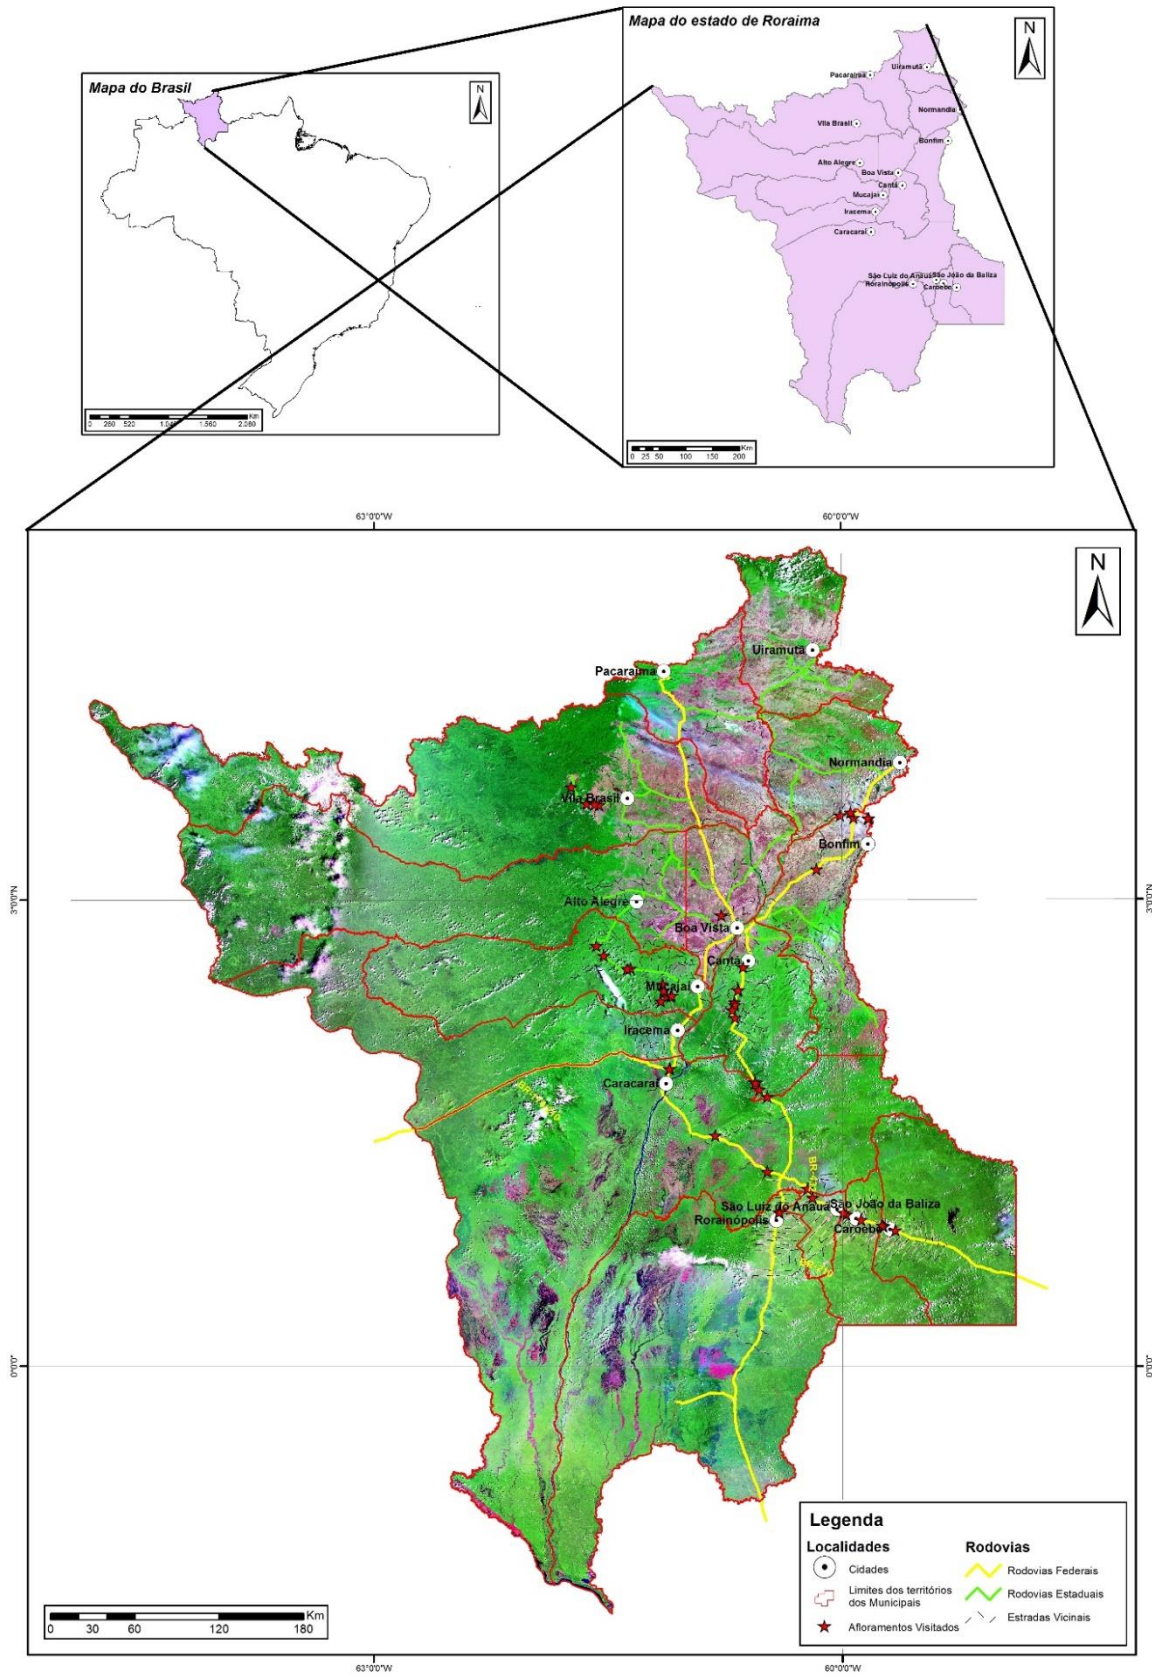 Mapa do estado de Roraima
N
Uiramutã
Pacaraima
Normandia
Vila Brasil
Bonfim
Alto Alegre
Boa Vista
Cantá
Mucajaí
Iracema
Caracaraí
São Luiz do Anauá
São João da Baliza
Rorainópolis
Caroebe
Km
0 25 50 100 150 200
Mapa do Brasil
N
Km
0 260 520 1.040 1.560 2.080
63°0'0"W
60°0'0"W
N
Uiramutã
Pacaraima
Normandia
Vila Brasil
Bonfim
3°0'0"N
3°0'0"N
Alto Alegre
Boa Vista
Cantá
Mucajaí
Iracema
Caracaraí
São Luiz do Anauá
São João da Baliza
Rorainópolis
Caroebe
0°0'0"
0°0'0"
Legenda
Localidades
Cidades
Limites dos territórios
dos Municipais
Afloramentos Visitados
Rodovias
Rodovias Federais
Rodovias Estaduais
Estradas Vicinais
Km
0 30 60 120 180
63°0'0"W
60°0'0"W